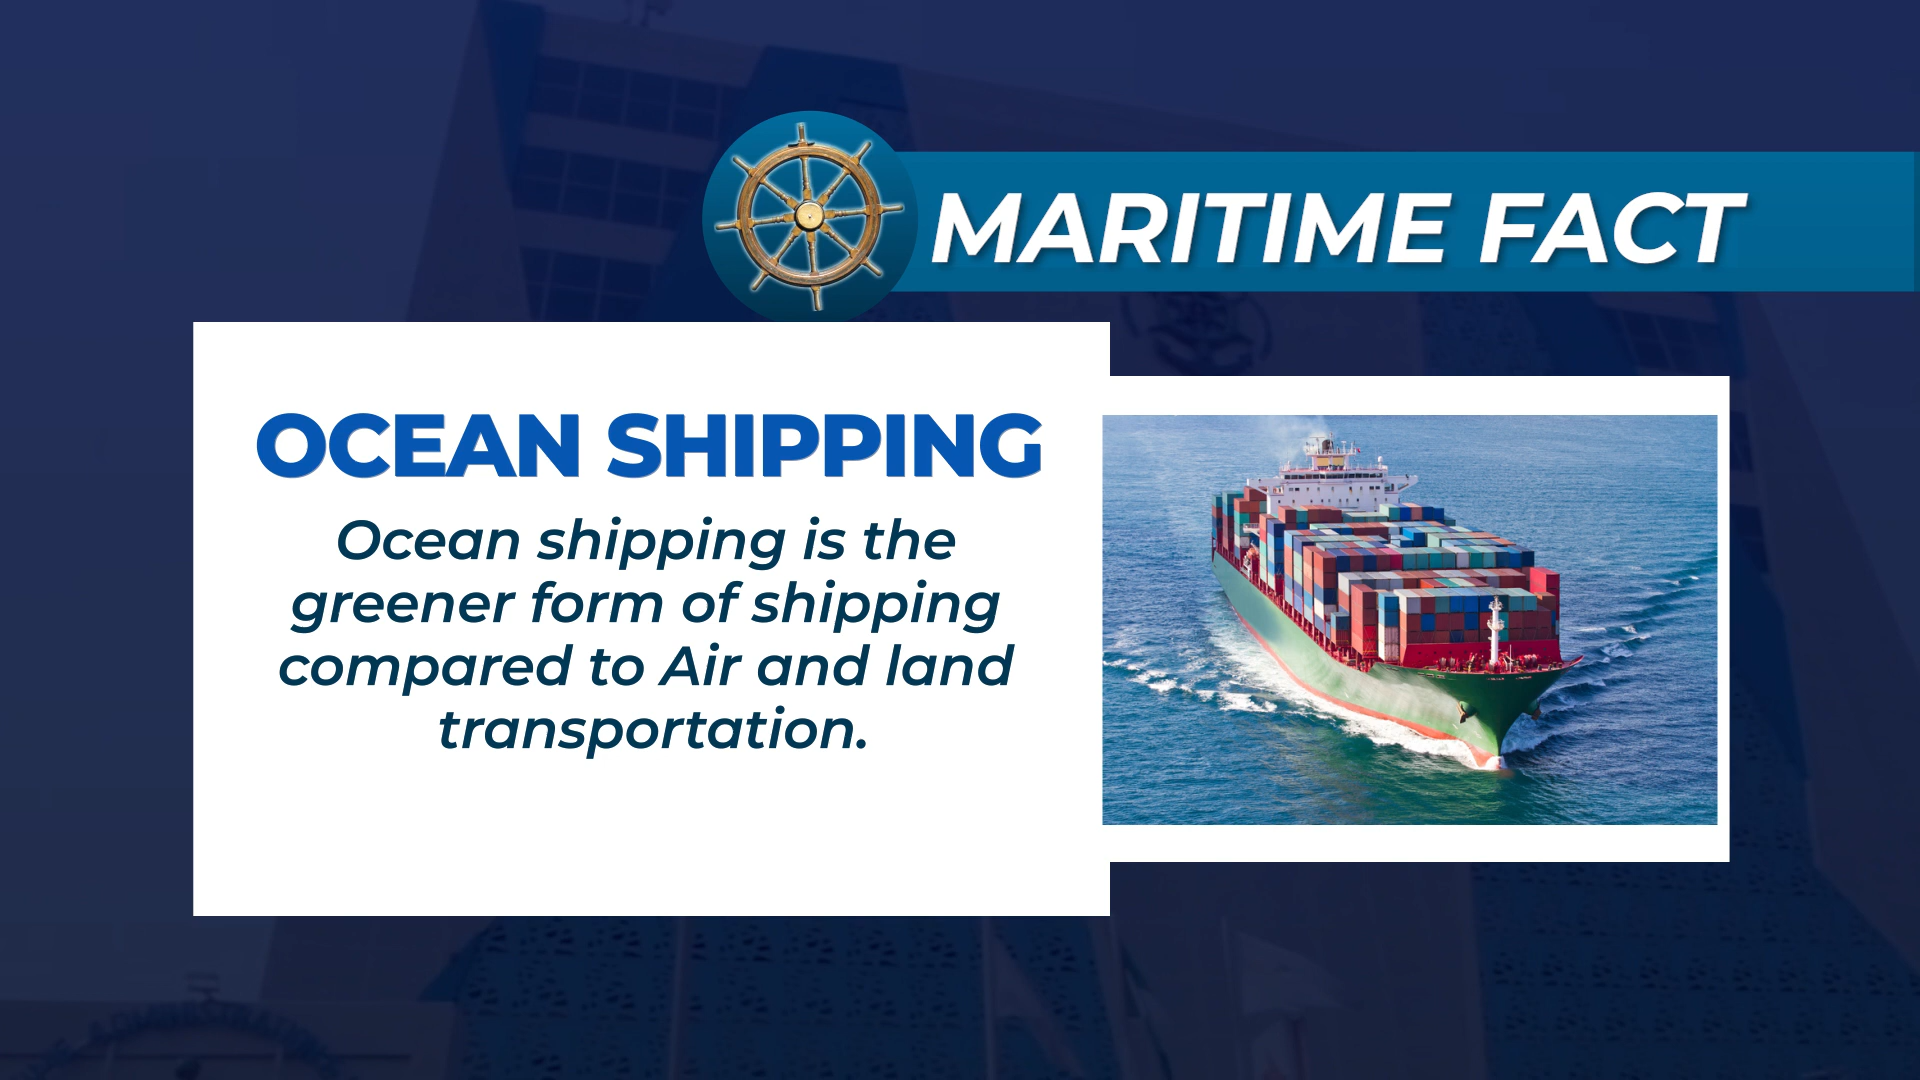 MARITIME FACT
OCEAN SHIPPING
Ocean shipping is the
greener form of shipping
compared to Air and land
transportation.